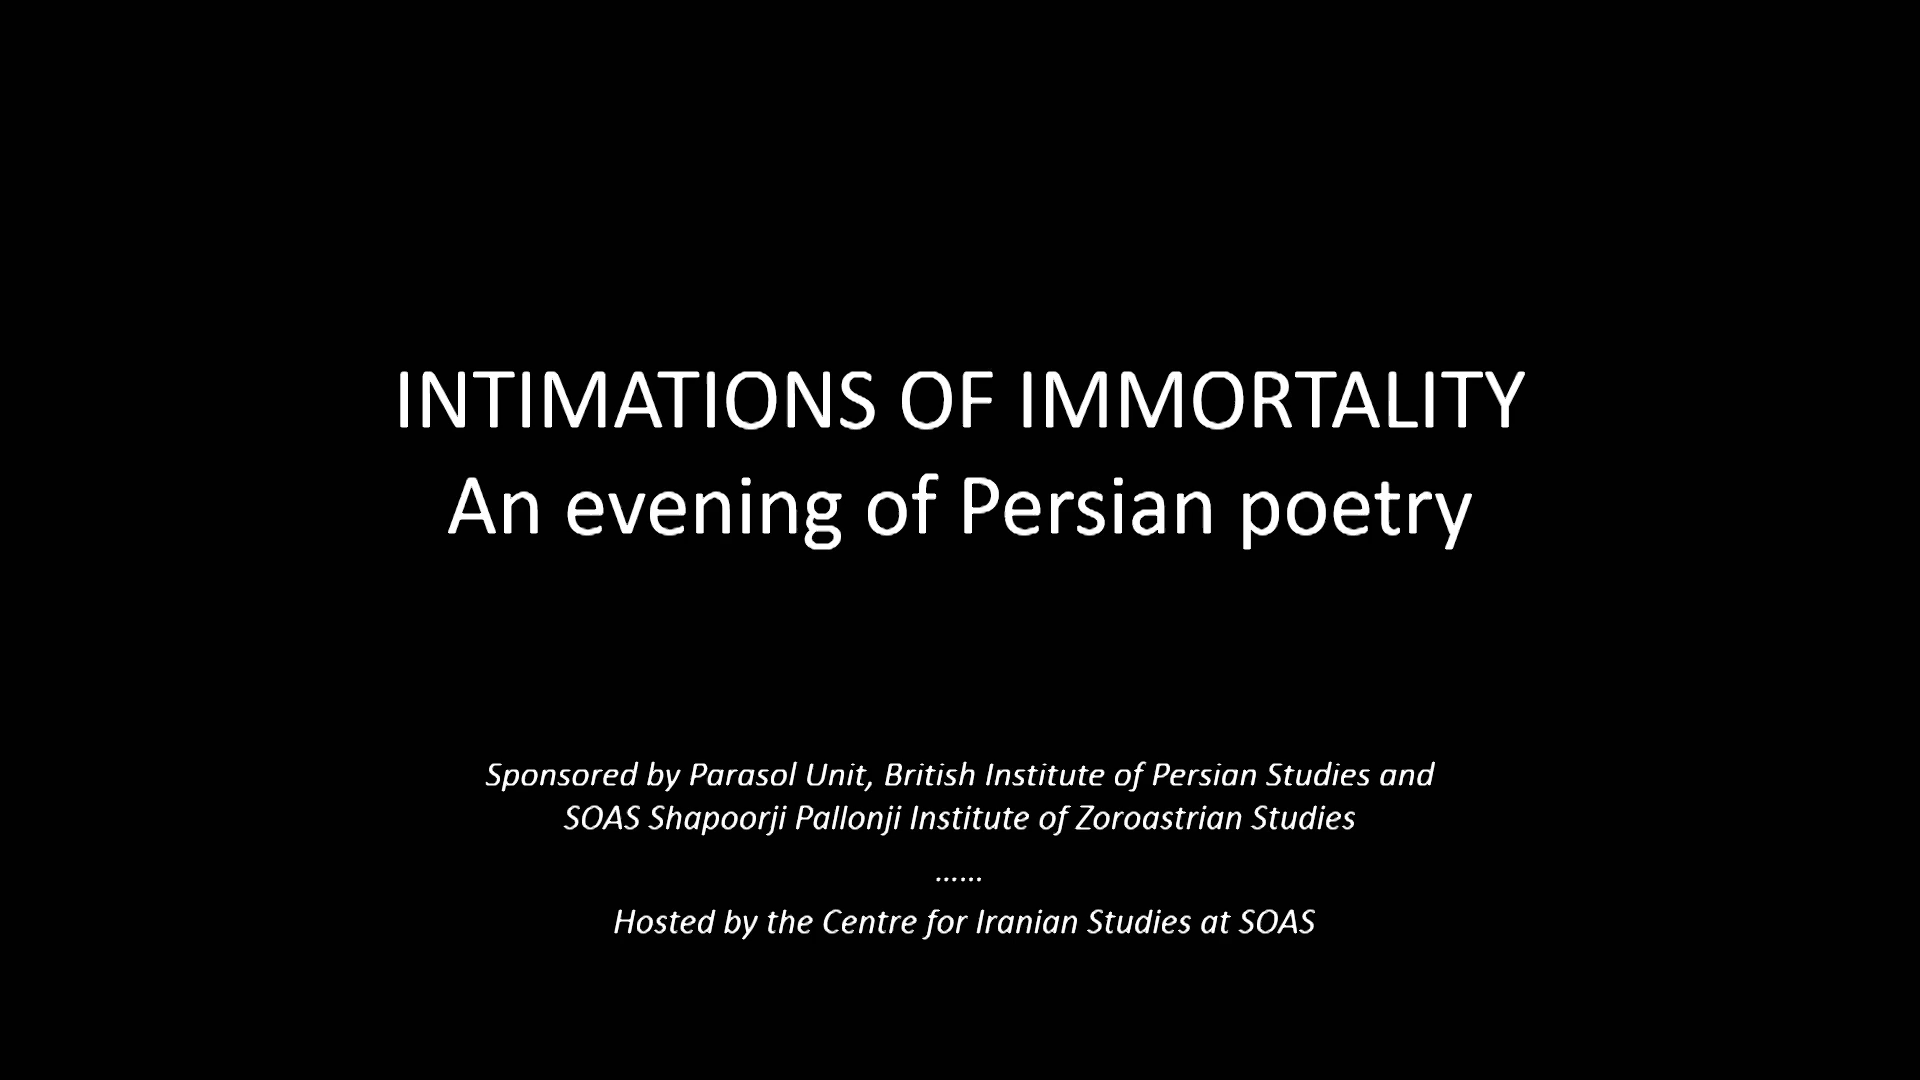 INTIMATIONS OF IMMORTALITY
An evening of Persian poetry
Sponsored by Parasol Unit, British Institute of Persian Studies and
SOAS Shapoorji Pallonji Institute of Zoroastrian Studies
......
Hosted by the Centre for Iranian Studies at SOAS